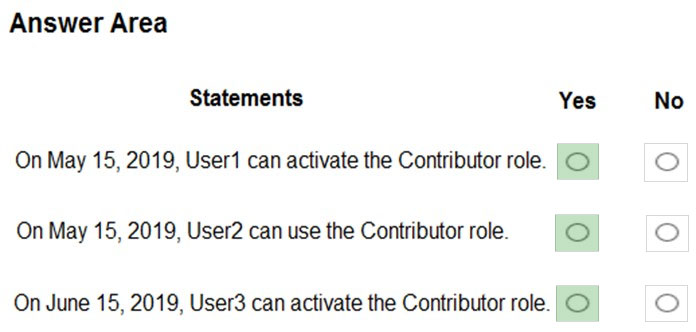 Answer Area
Statements Yes No
On May 15, 2019, User1 can activate the Contributor role.
On May 15, 2019, User2 can use the Contributor role.
On June 15, 2019, User3 can activate the Contributor role.